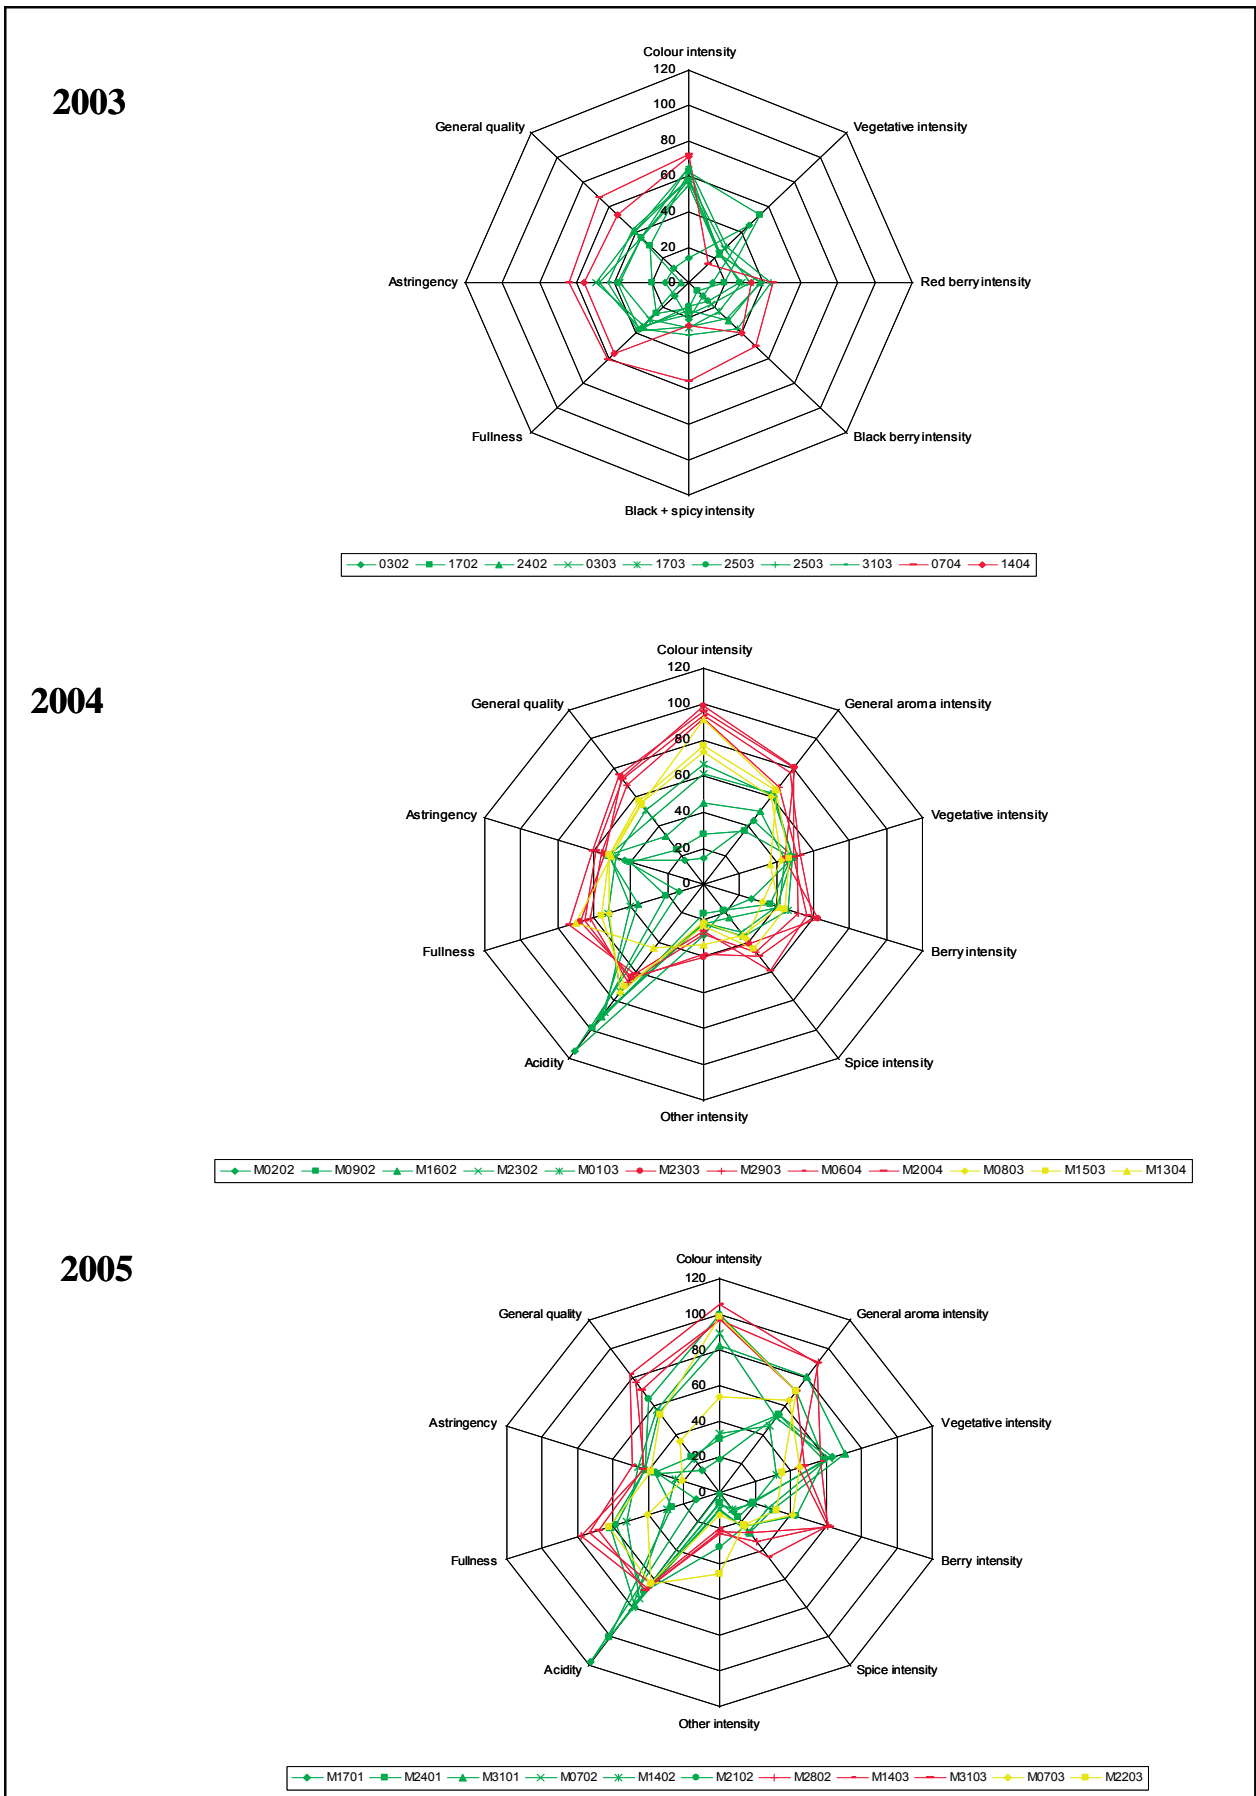 2003
Colour intensity
120
100
80
60
40
20
0
Vegetative intensity
Red berry intensity
Black berry intensity
Black + spicy intensity
Fullness
Astringency
General quality
0302 1702 2402 0303 1703 2503 2503 3103 0704 1404
2004
Colour intensity
120
100
80
60
40
20
0
General aroma intensity
Vegetative intensity
Berry intensity
Spice intensity
Other intensity
Acidity
Fullness
Astringency
General quality
M0202 M0902 M1602 M2302 M0103 M2303 M2903 M0604 M2004 M0803 M1503 M1304
2005
Colour intensity
120
100
80
60
40
20
0
General aroma intensity
Vegetative intensity
Berry intensity
Spice intensity
Other intensity
Acidity
Fullness
Astringency
General quality
M1701 M2401 M3101 M0702 M1402 M2102 M2802 M1403 M3103 M0703 M2203